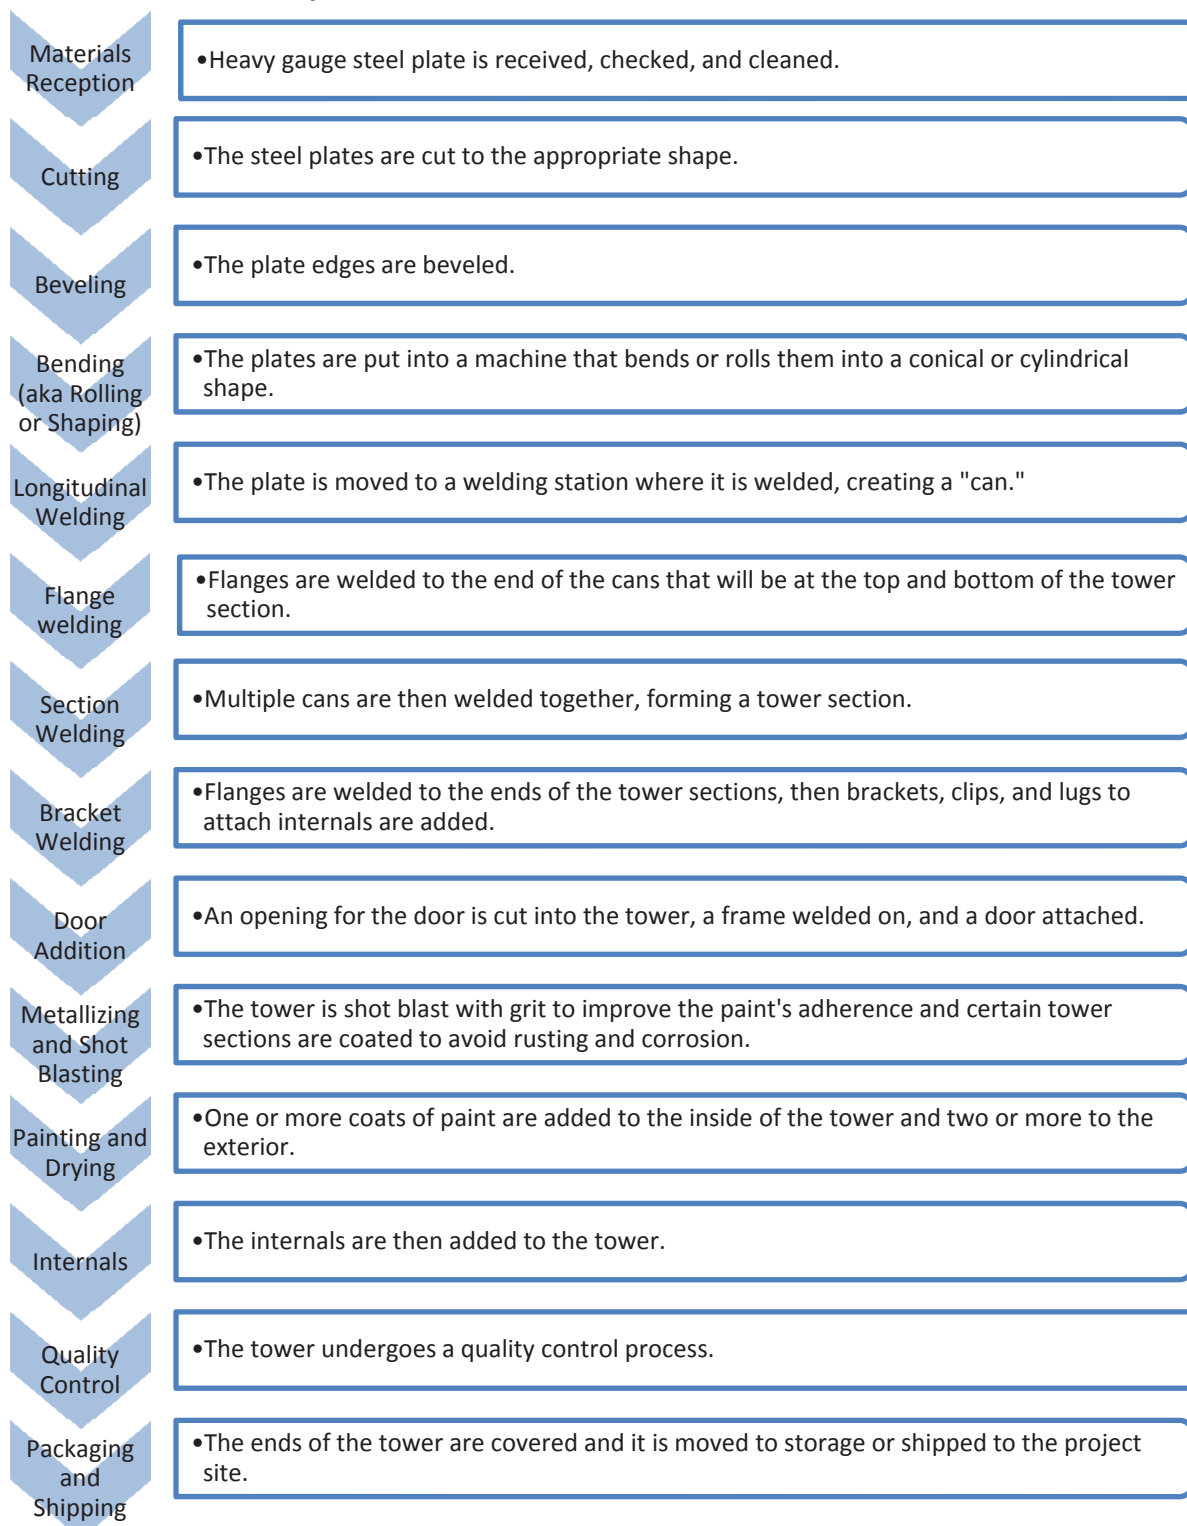 Materials
Reception
•Heavy gauge steel plate is received, checked, and cleaned.
Cutting
•The steel plates are cut to the appropriate shape.
Beveling
•The plate edges are beveled.
Bending
(aka Rolling
or Shaping)
•The plates are put into a machine that bends or rolls them into a conical or cylindrical
shape.
Longitudinal
Welding
•The plate is moved to a welding station where it is welded, creating a "can."
Flange
welding
•Flanges are welded to the end of the cans that will be at the top and bottom of the tower
section.
Section
Welding
•Multiple cans are then welded together, forming a tower section.
Bracket
Welding
•Flanges are welded to the ends of the tower sections, then brackets, clips, and lugs to
attach internals are added.
Door
Addition
•An opening for the door is cut into the tower, a frame welded on, and a door attached.
Metallizing
and Shot
Blasting
•The tower is shot blast with grit to improve the paint's adherence and certain tower
sections are coated to avoid rusting and corrosion.
Painting and
Drying
•One or more coats of paint are added to the inside of the tower and two or more to the
exterior.
Internals
•The internals are then added to the tower.
Quality
Control
•The tower undergoes a quality control process.
Packaging
and
Shipping
•The ends of the tower are covered and it is moved to storage or shipped to the project
site.